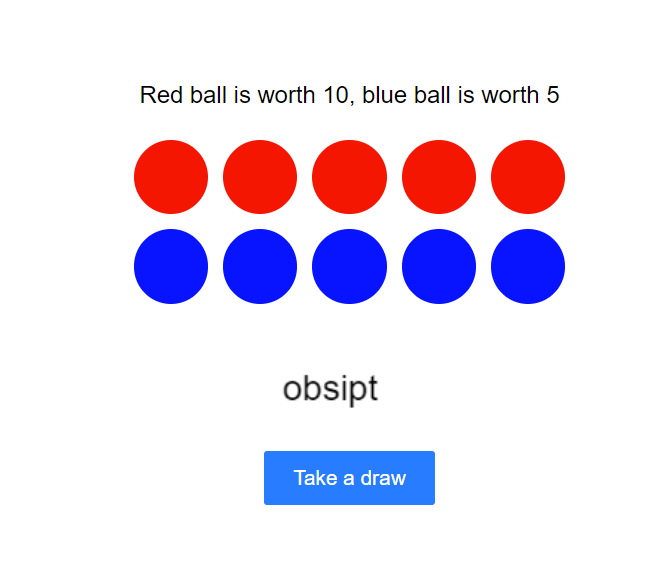 Red ball is worth 10, blue ball is worth 5
obsipt
Take a draw